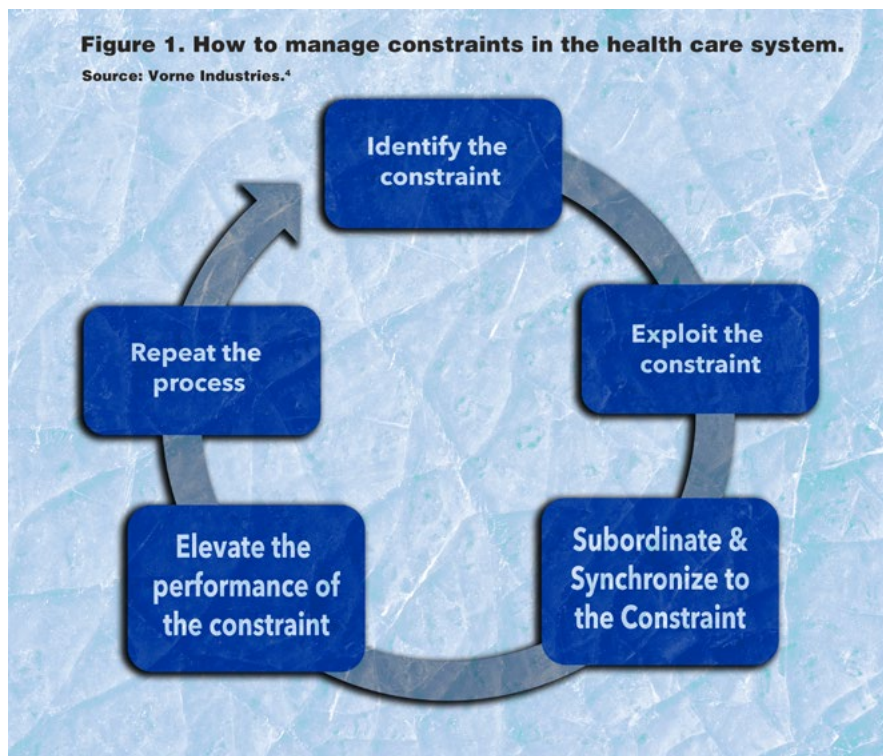 Figure 1. How to manage constraints in the health care system.
Source: Vorne Industries.⁴
Identify the
constraint
Exploit the
constraint
Subordinate &
Synchronize to
the Constraint
Elevate the
performance of
the constraint
Repeat the
process